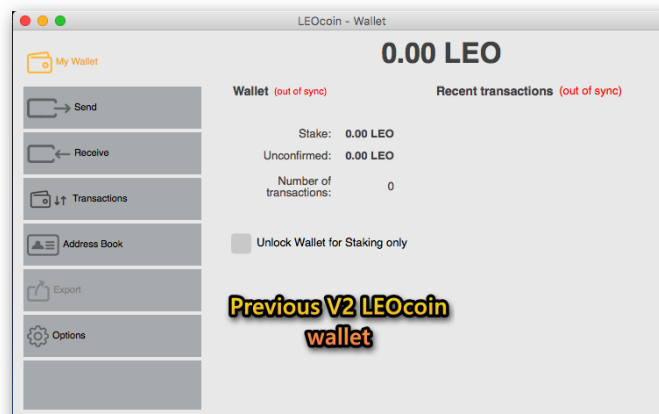 LEOcoin - Wallet
My Wallet
0.00 LEO
Send
Receive
Transactions
Address Book
Export
Options
Wallet (out of sync)
Recent transactions (out of sync)
Stake: 0.00 LEO
Unconfirmed: 0.00 LEO
Number of
transactions: 0
Unlock Wallet for Staking only
Previous V2 LEOcoin
wallet